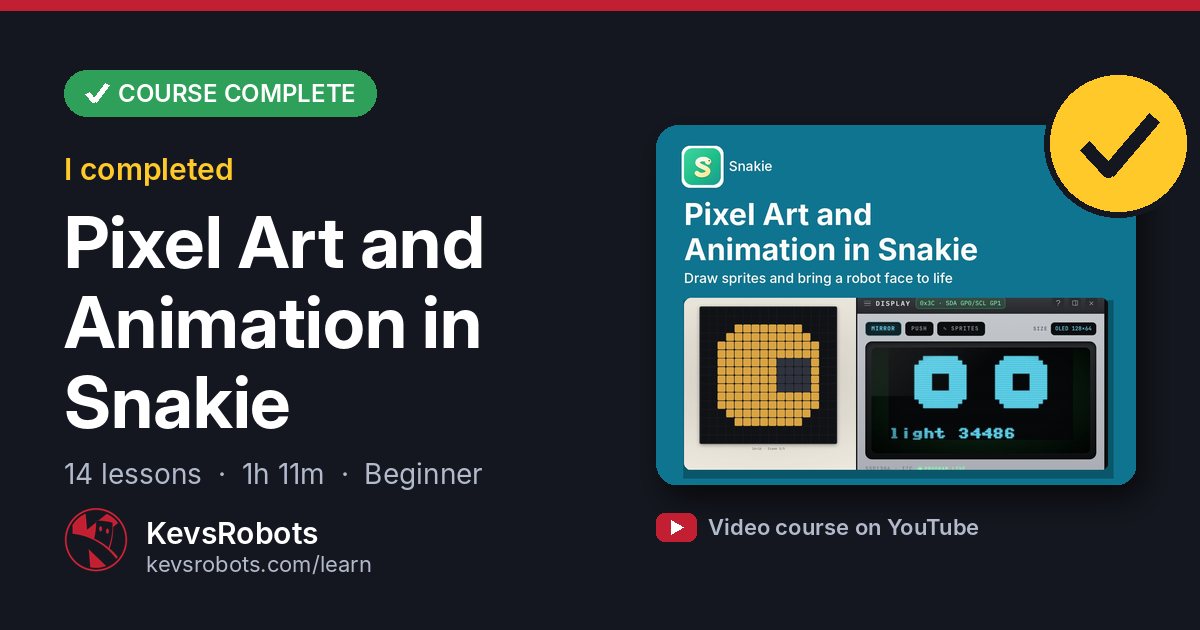 COURSE COMPLETE
I completed
Pixel Art and
Animation in
Snakie
14 lessons · 1h 11m · Beginner
KevsRobots
kevsrobots.com/learn
S Snakie
Pixel Art and
Animation in Snakie
Draw sprites and bring a robot face to life
DISPLAY 0x3C · SDA GP0/SCL GP1 ?
MIRROR PUSH SPRITES SIZE OLED 128×64
light 34486
Video course on YouTube